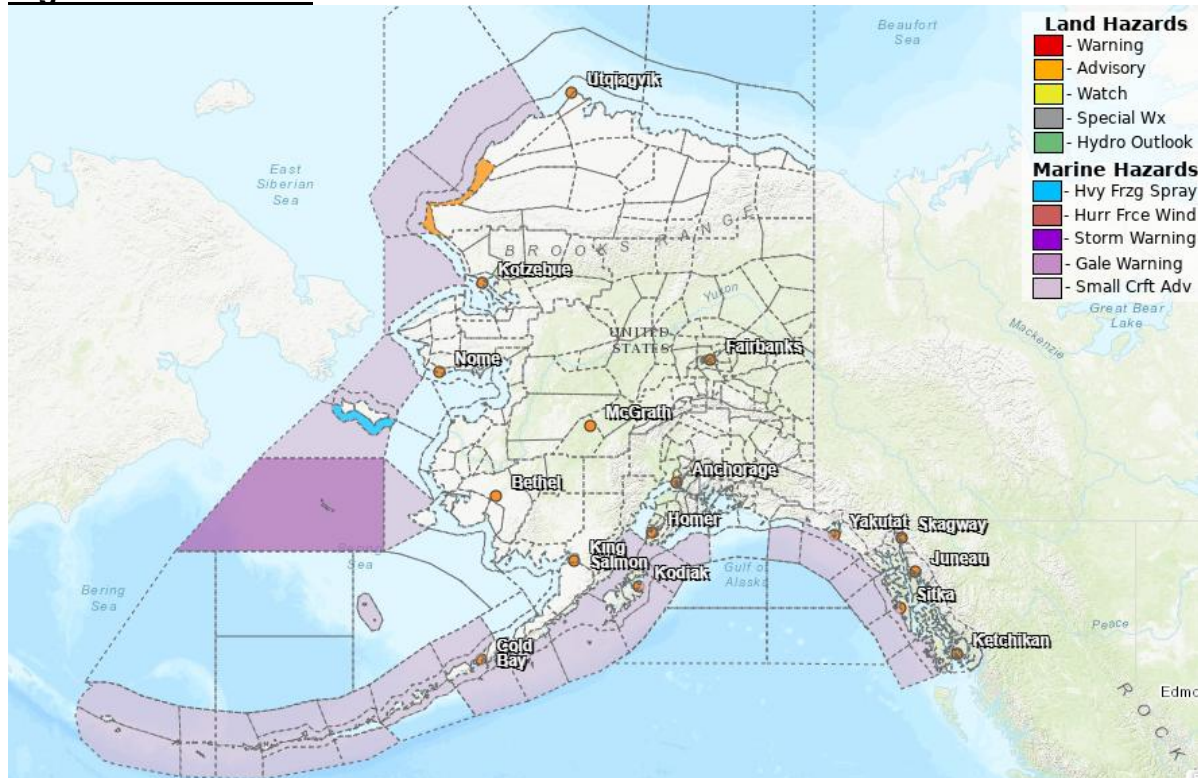 Beaufort
Sea
Land Hazards
- Warning
- Advisory
- Watch
- Special Wx
- Hydro Outlook
Marine Hazards
- Hvy Frzg Spray
- Hurr Frce Wind
- Storm Warning
- Gale Warning
- Small Crft Adv
Utqiagvik
East
Siberian
Sea
BROOKS RANGE
Kotzebue
Yukon
Great Bear
Lake
Mackenzie
UNITED
STATES
Fairbanks
Nome
McGrath
Anchorage
Bethel
Homer
Yakutat
Skagway
King
Salmon
Sea
Kodiak
Gulf of
Alaska
Juneau
Bering
Sea
Sitka
Peace
Cold
Bay
Ketchikan
Edmo
ROCK